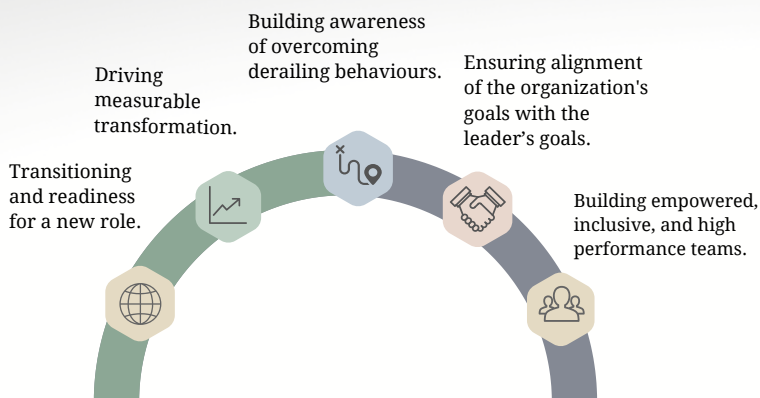 Transitioning
and readiness
for a new role.
Driving
measurable
transformation.
Building awareness
of overcoming
derailing behaviours.
Ensuring alignment
of the organization's
goals with the
leader’s goals.
Building empowered,
inclusive, and high
performance teams.